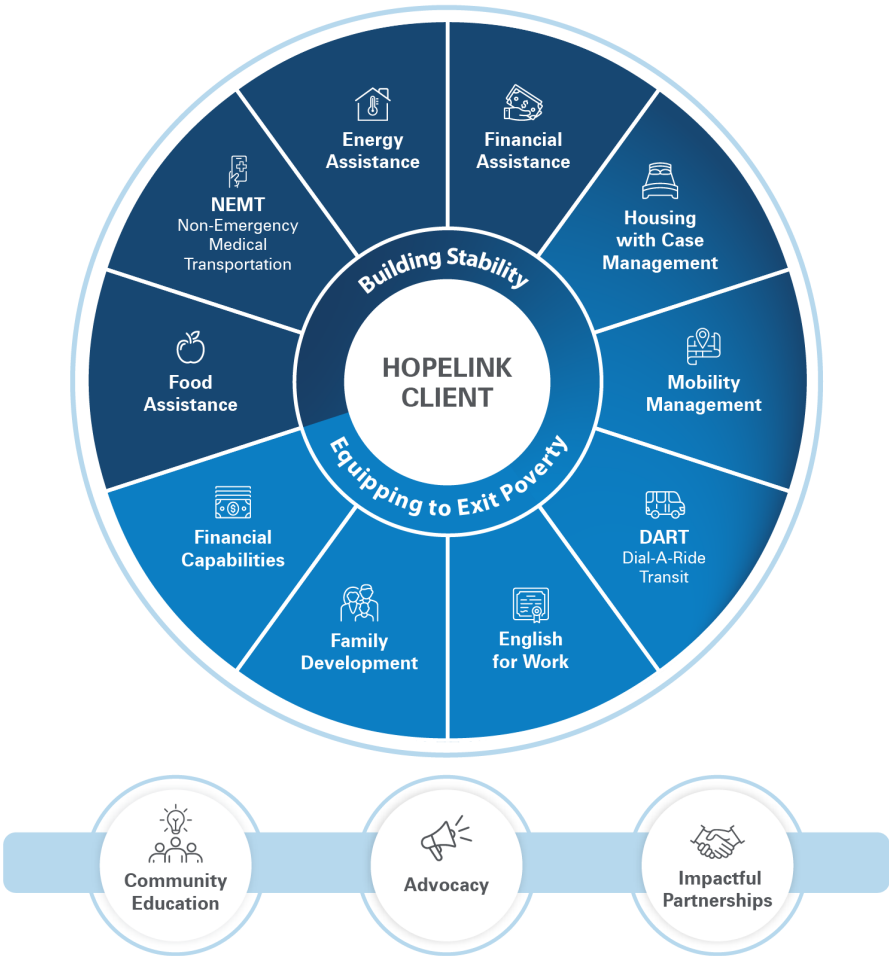 Energy
Assistance
Financial
Assistance
Housing
with Case
Management
Mobility
Management
DART
Dial-A-Ride
Transit
English
for Work
Family
Development
Financial
Capabilities
Food
Assistance
NEMT
Non-Emergency
Medical
Transportation
Building Stability
HOPELINK
CLIENT
Equipping to Exit Poverty
Community
Education
Advocacy
Impactful
Partnerships